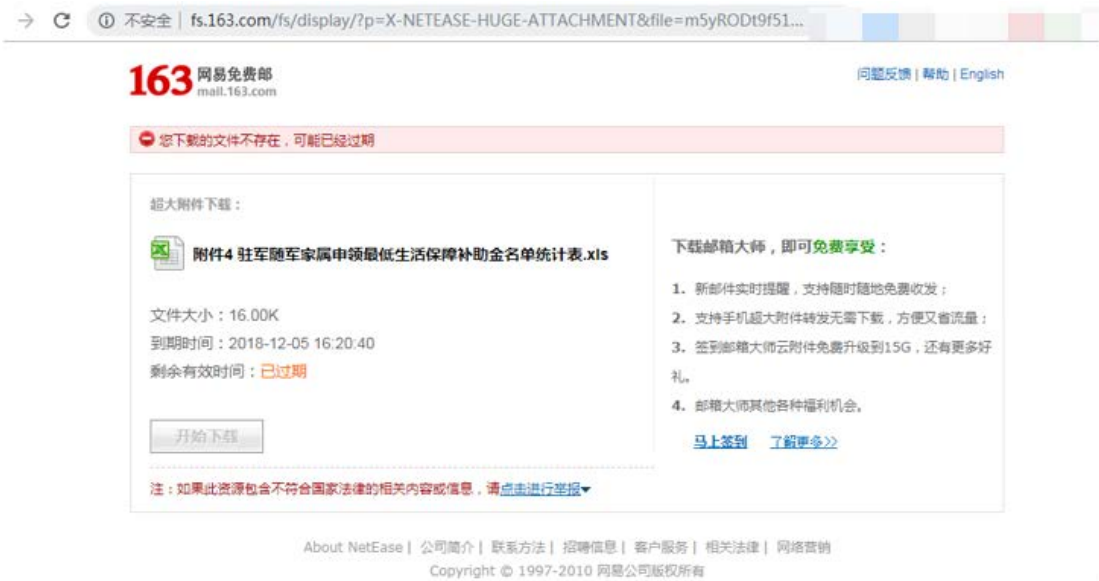 不安全 | fs.163.com/fs/display/?p=X-NETEASE-HUGE-ATTACHMENT&file=m5yRODt9f51...
163 网易免费邮
mail.163.com
问题反馈 | 帮助 | English
您下载的文件不存在，可能已经过期
超大附件下载：
附件4 驻军随军家属申领最低生活保障补助金名单统计表.xls
文件大小：16.00K
到期时间：2018-12-05 16:20:40
剩余有效时间：已过期
开始下载
下载邮箱大师，即可免费享受：
1. 新邮件实时提醒，支持随时随地免费收发；
2. 支持手机超大附件转发无需下载，方便又省流量；
3. 签到邮箱大师云附件免费升级到15G，还有更多好
礼。
4. 邮箱大师其他各种福利机会。
马上签到 了解更多>>
注：如果此资源包含不符合国家法律的相关内容或信息，请点击进行举报▼
About NetEase | 公司简介 | 联系方法 | 招聘信息 | 客户服务 | 相关法律 | 网络营销
Copyright © 1997-2010 网易公司版权所有